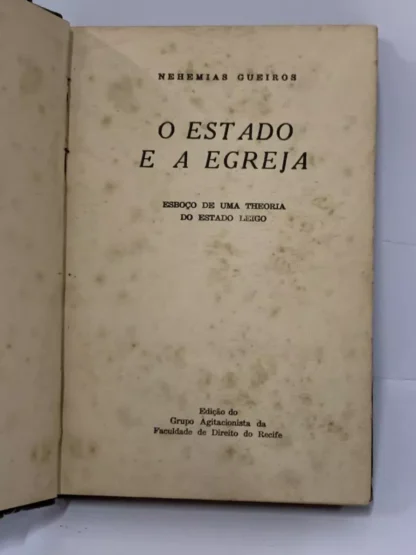 NEHEMIAS GUEIROS
O ESTADO
E A EGREJA
ESBOÇO DE UMA THEORIA
DO ESTADO LEIGO
Edição do
Grupo Agitacionista da
Faculdade de Direito do Recife